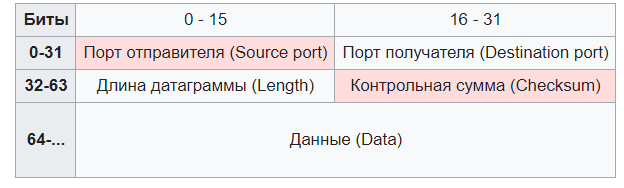 Биты 0 - 15 16 - 31
0-31 Порт отправителя (Source port) Порт получателя (Destination port)
32-63 Длина датаграммы (Length) Контрольная сумма (Checksum)
64-... Данные (Data)